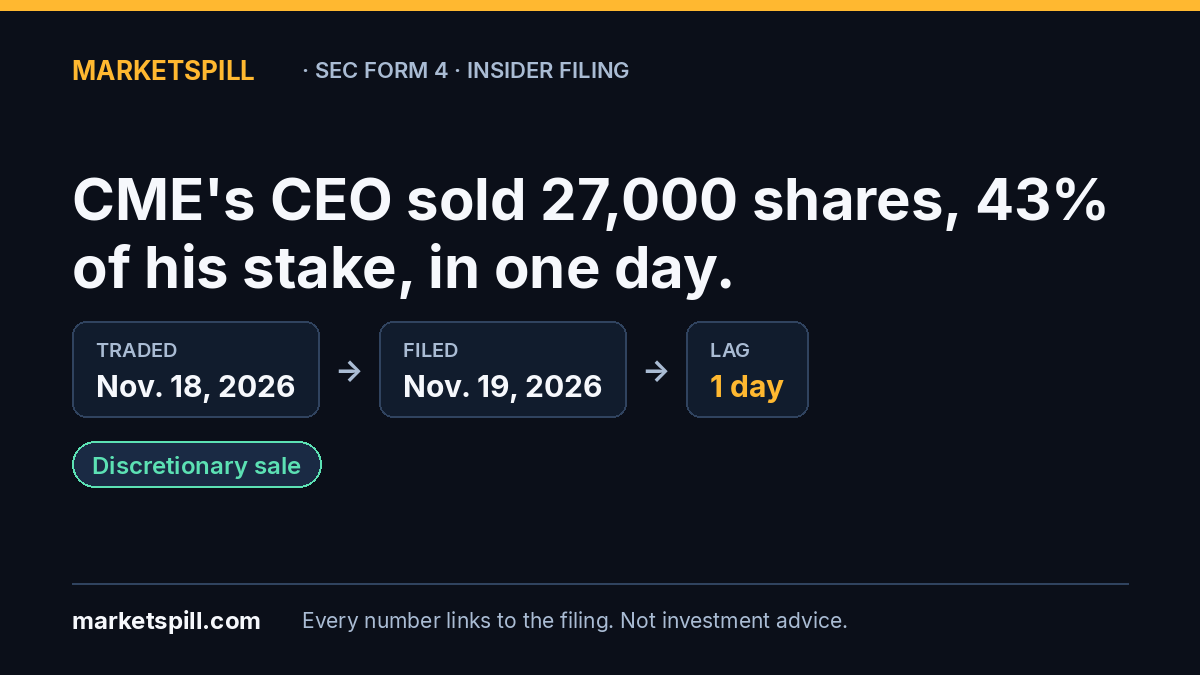 MARKETSPILL · SEC FORM 4 · INSIDER FILING
CME's CEO sold 27,000 shares, 43%
of his stake, in one day.
TRADED → FILED → LAG
Nov. 18, 2026 Nov. 19, 2026 1 day
Discretionary sale
marketspill.com Every number links to the filing. Not investment advice.